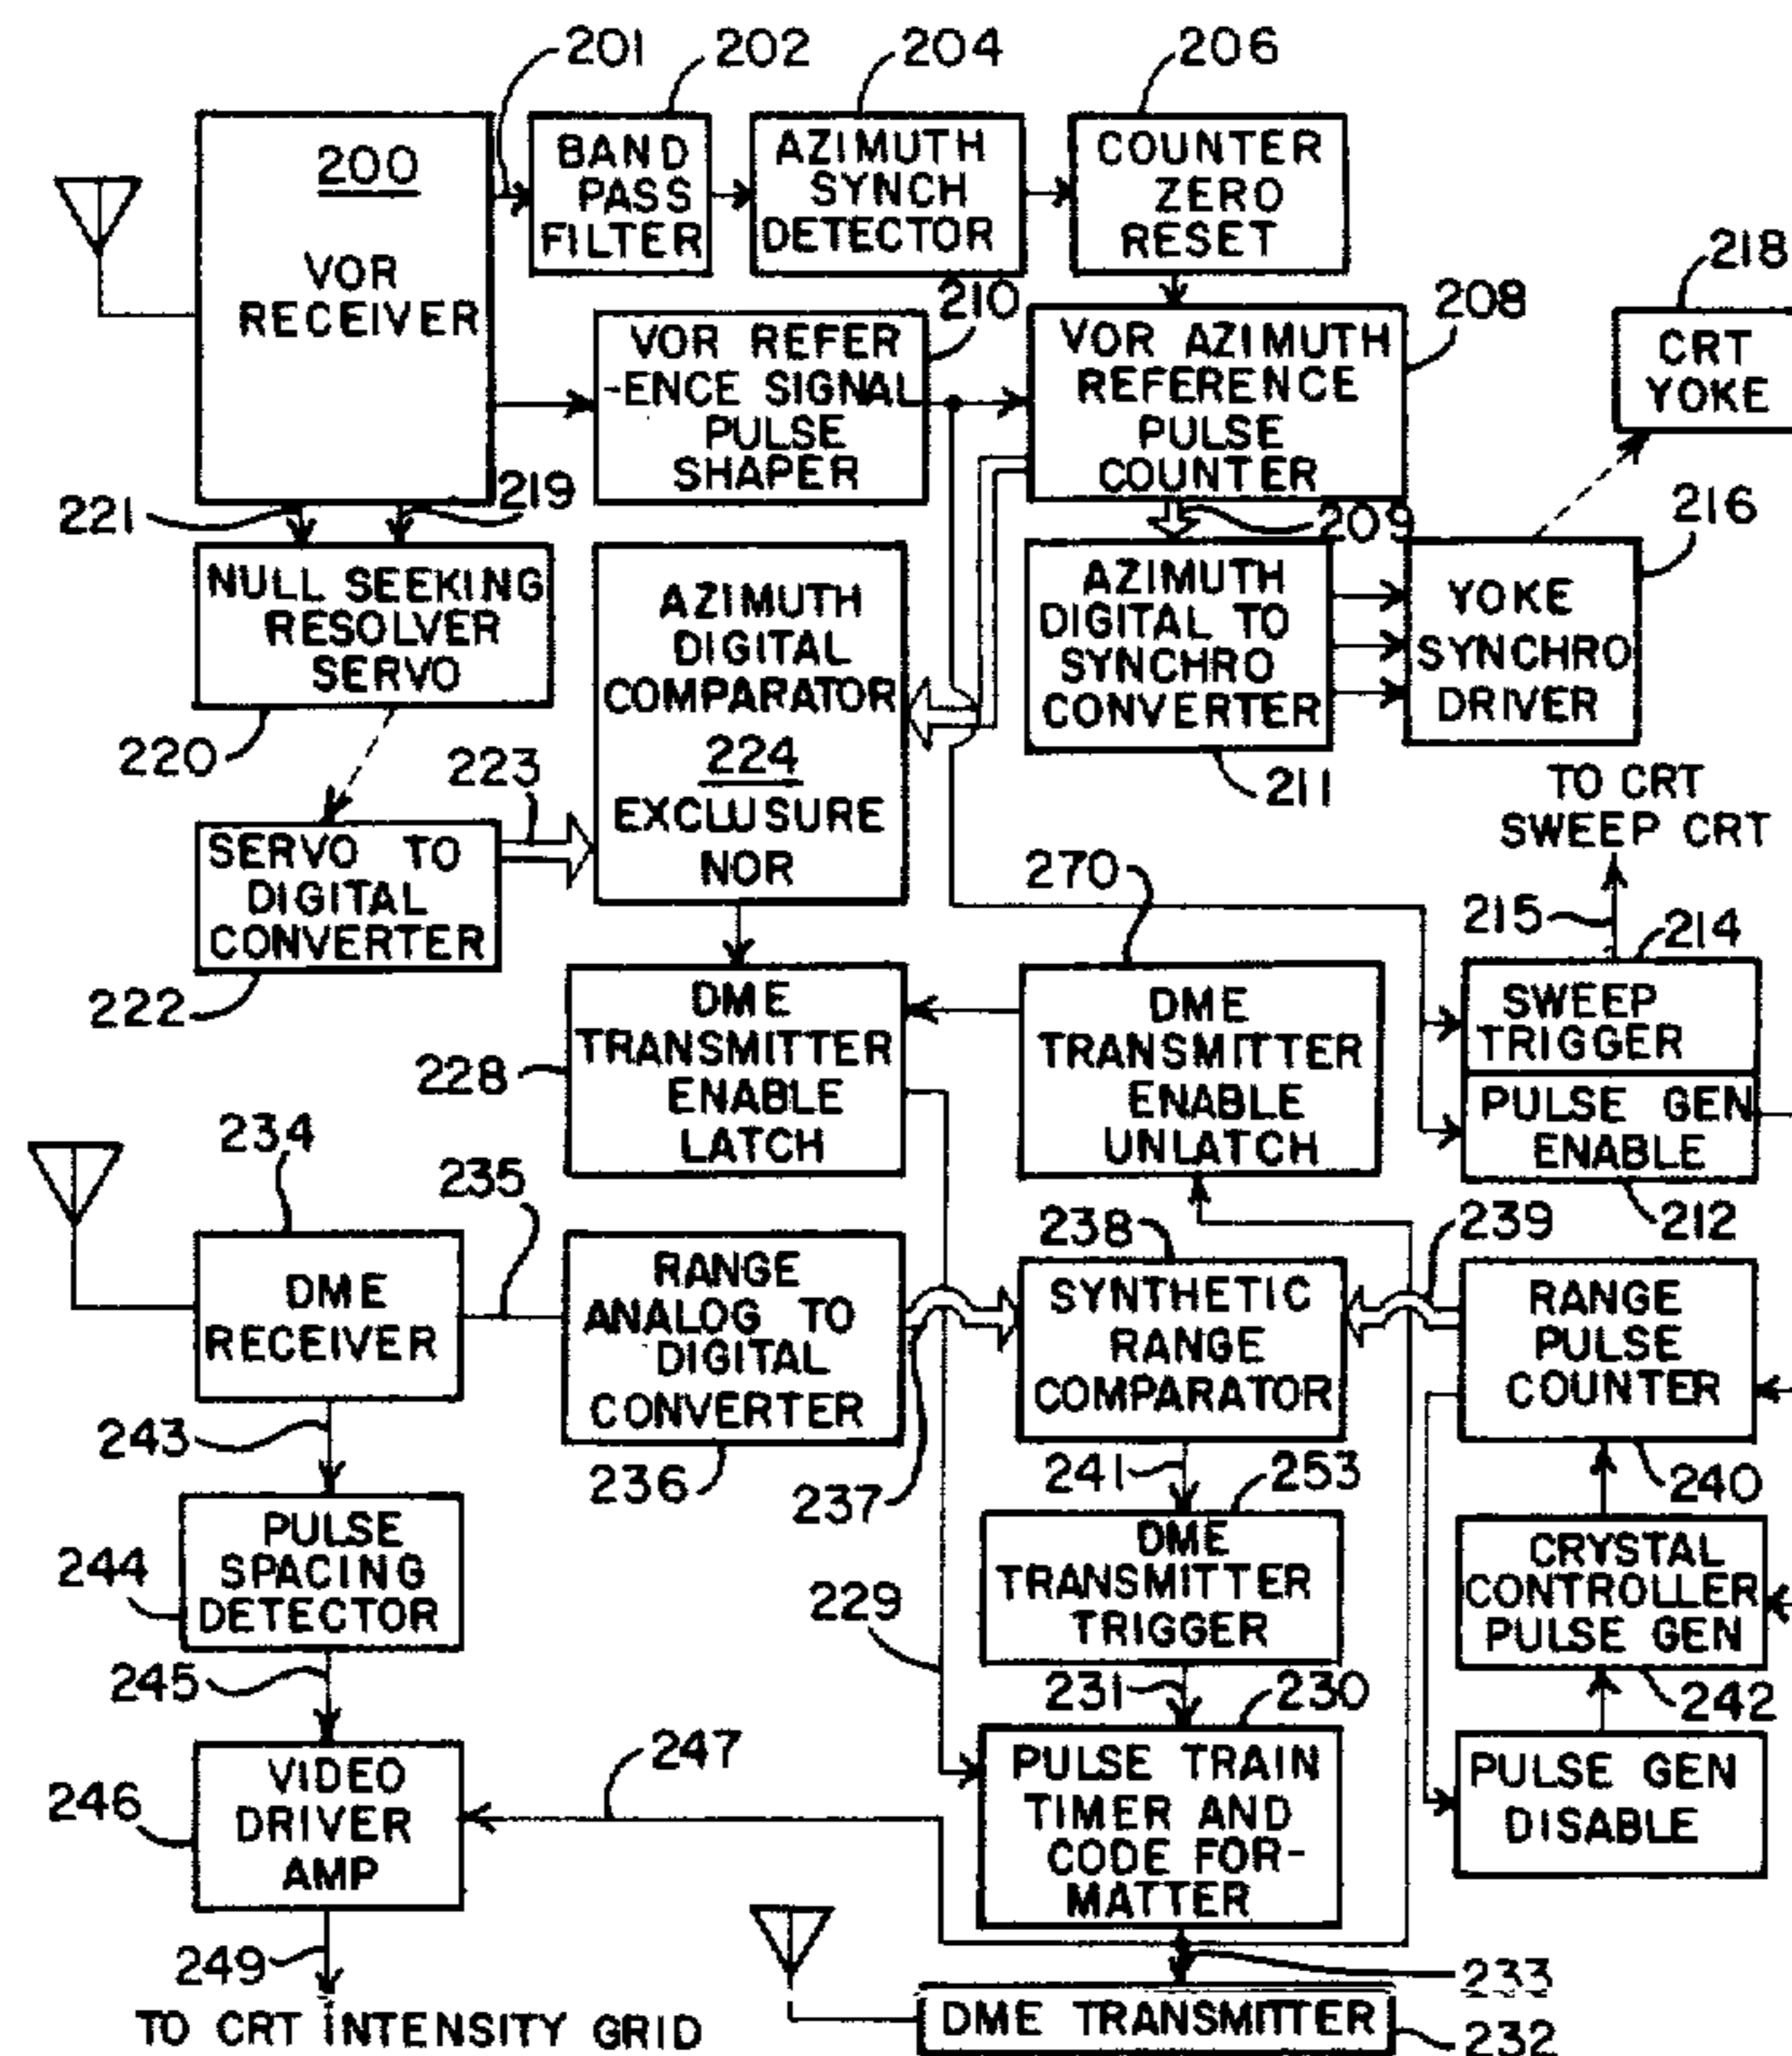 201
202
204
206
200
VOR
RECEIVER
BAND
PASS
FILTER
AZIMUTH
SYNCH
DETECTOR
COUNTER
ZERO
RESET
218
CRT
YOKE
210
VOR REFER
-ENCE SIGNAL
PULSE
SHAPER
208
VOR AZIMUTH
REFERENCE
PULSE
COUNTER
221
219
209
216
NULL SEEKING
RESOLVER
SERVO
220
AZIMUTH
DIGITAL
COMPARATOR
224
EXCLUSURE
NOR
AZIMUTH
DIGITAL TO
SYNCHRO
CONVERTER
211
YOKE
SYNCHRO
DRIVER
223
TO CRT
SWEEP CRT
SERVO TO
DIGITAL
CONVERTER
222
270
215
214
DME
TRANSMITTER
ENABLE
LATCH
228
DME
TRANSMITTER
ENABLE
UNLATCH
SWEEP
TRIGGER
PULSE GEN
ENABLE
212
234
235
238
239
DME
RECEIVER
RANGE
ANALOG TO
DIGITAL
CONVERTER
236
237
SYNTHETIC
RANGE
COMPARATOR
RANGE
PULSE
COUNTER
240
243
241
253
PULSE
SPACING
DETECTOR
244
DME
TRANSMITTER
TRIGGER
229
CRYSTAL
CONTROLLER
PULSE GEN
242
245
231
230
VIDEO
DRIVER
AMP
246
247
PULSE TRAIN
TIMER AND
CODE FOR-
MATTER
PULSE GEN
DISABLE
249
233
TO CRT INTENSITY GRID
DME TRANSMITTER
232